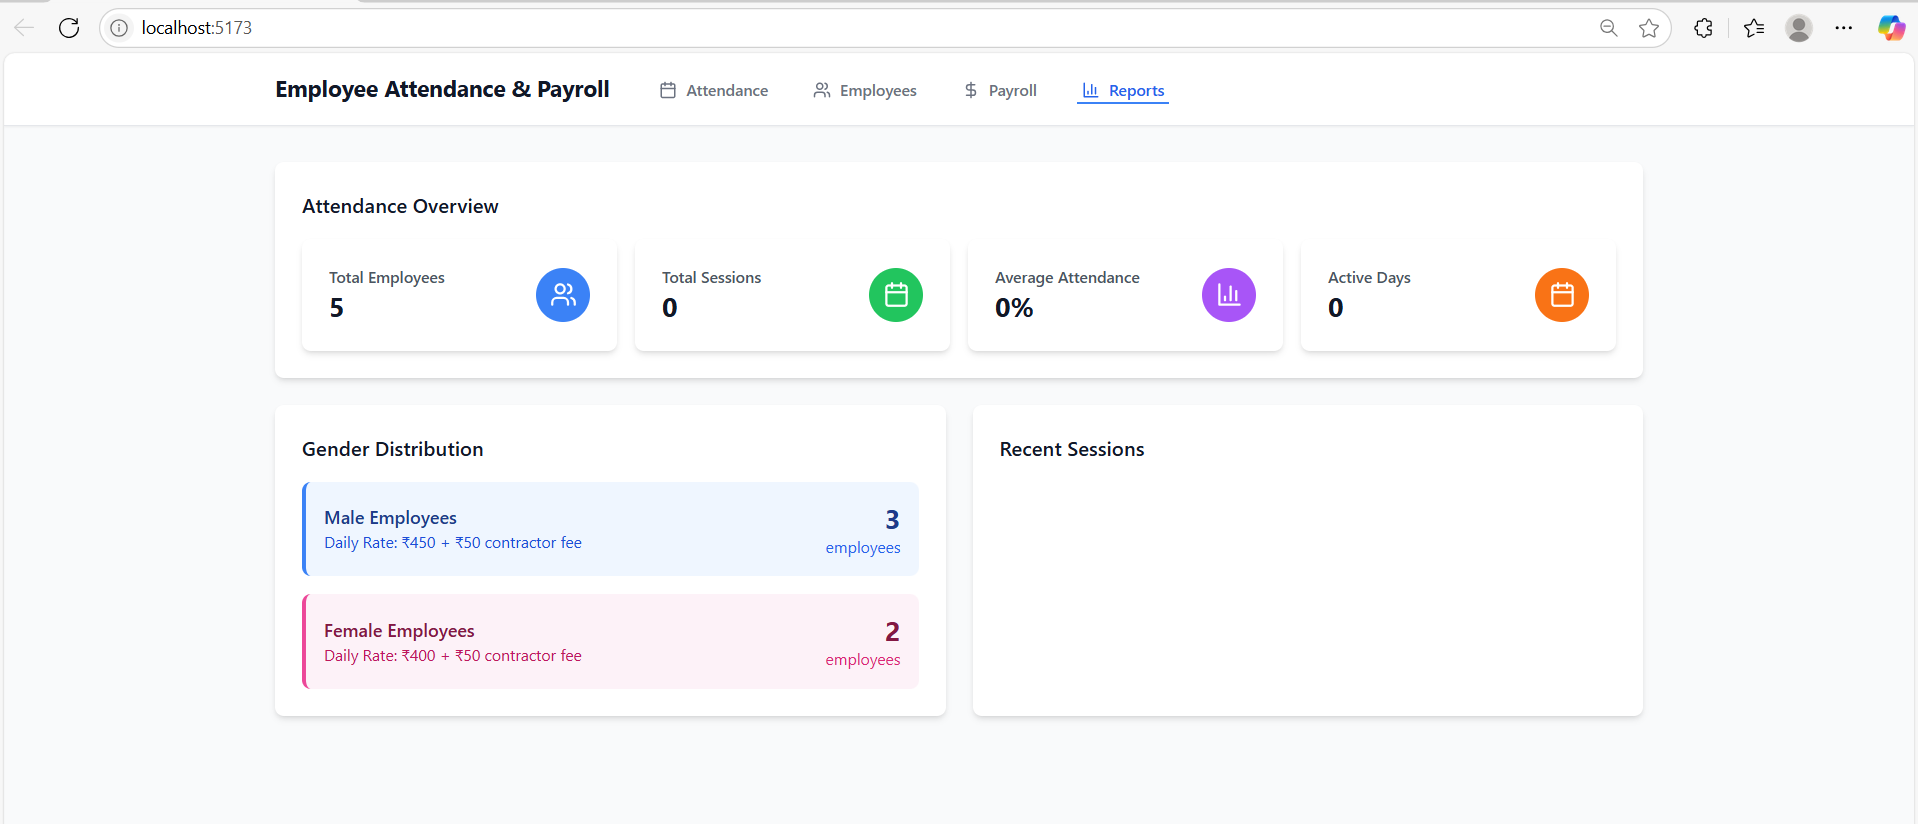 localhost:5173
Employee Attendance & Payroll
Attendance
Employees
Payroll
Reports
Attendance Overview
Total Employees
5
Total Sessions
0
Average Attendance
0%
Active Days
0
Gender Distribution
Male Employees
Daily Rate: ₹450 + ₹50 contractor fee
3
employees
Female Employees
Daily Rate: ₹400 + ₹50 contractor fee
2
employees
Recent Sessions